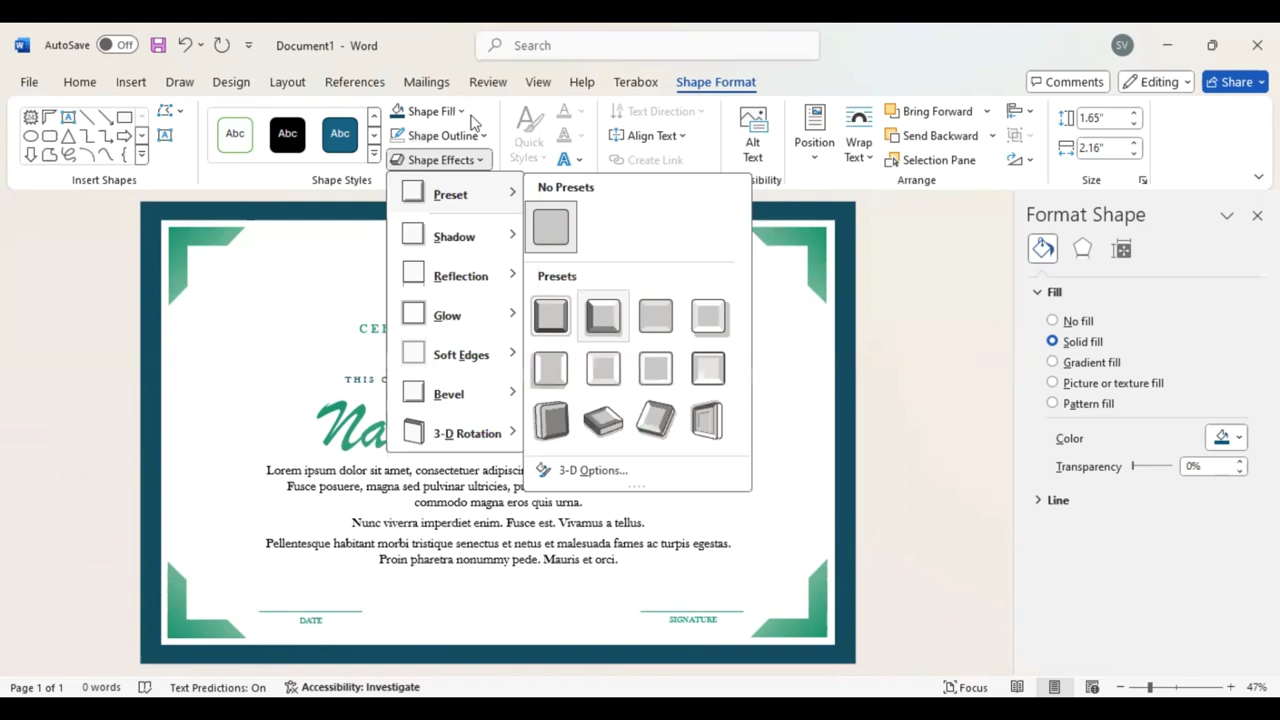 AutoSave Off Document1 - Word Search SV
File Home Insert Draw Design Layout References Mailings Review View Help Terabox Shape Format Comments Editing Share
Abc Abc Abc
Shape Fill
Shape Outline
Shape Effects
Quick
Styles
Text Direction
Align Text
Create Link
Alt
Text
Position
Wrap
Text
Bring Forward
Send Backward
Selection Pane
1.65"
2.16"
Insert Shapes Shape Styles Arrange Size
Preset
Shadow
Reflection
Glow
Soft Edges
Bevel
3-D Rotation
No Presets
Presets
3-D Options...
THIS
Lorem ipsum dolor sit amet, consectetuer
Fusce posuere, magna sed pulvinar ultricies,
commodo magna eros quis urna.
Nunc viverra imperdiet enim. Fusce est. Vivamus a tellus.
Pellentesque habitant morbi tristique senectus et netus et malesuada fames ac turpis egestas.
Proin pharetra nonummy pede. Mauris et orci.
DATE SIGNATURE
Format Shape
Fill
No fill
Solid fill
Gradient fill
Picture or texture fill
Pattern fill
Color
Transparency 0%
Line
Page 1 of 1 0 words Text Predictions: On Accessibility: Investigate Focus 47%